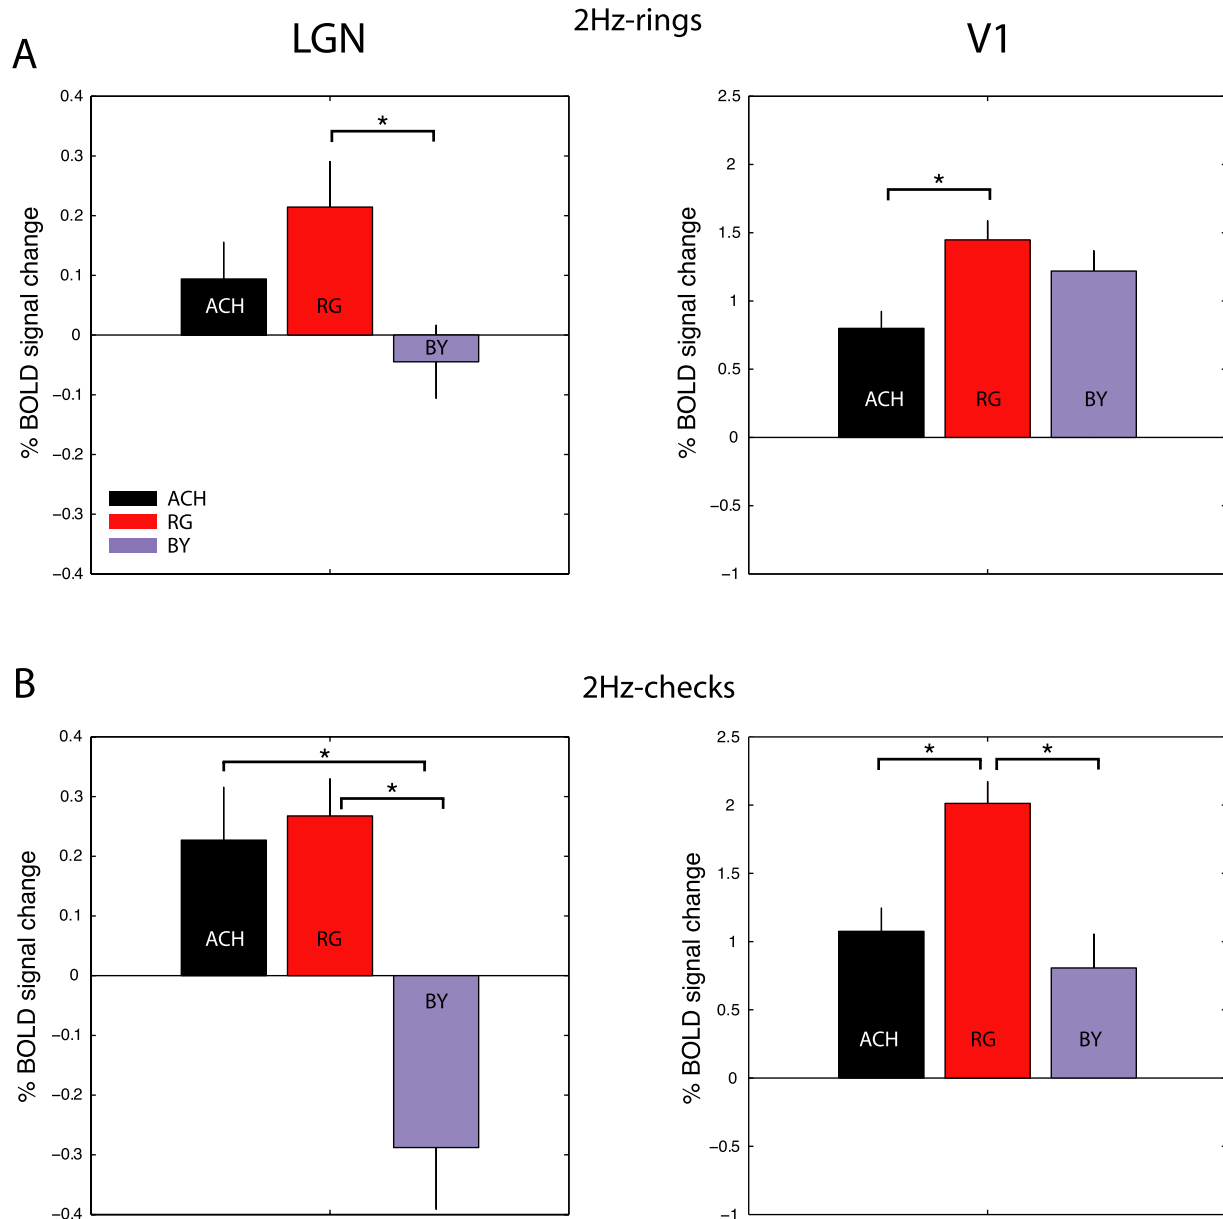 2Hz-rings
A
LGN
V1
% BOLD signal change
0.4
0.3
0.2
0.1
0
−0.1
−0.2
−0.3
−0.4
*
ACH
RG
BY
ACH
RG
BY
% BOLD signal change
2.5
2
1.5
1
0.5
0
−0.5
−1
*
ACH
RG
BY
B
2Hz-checks
% BOLD signal change
0.4
0.3
0.2
0.1
0
−0.1
−0.2
−0.3
−0.4
*
*
ACH
RG
BY
% BOLD signal change
2.5
2
1.5
1
0.5
0
−0.5
−1
*
*
ACH
RG
BY